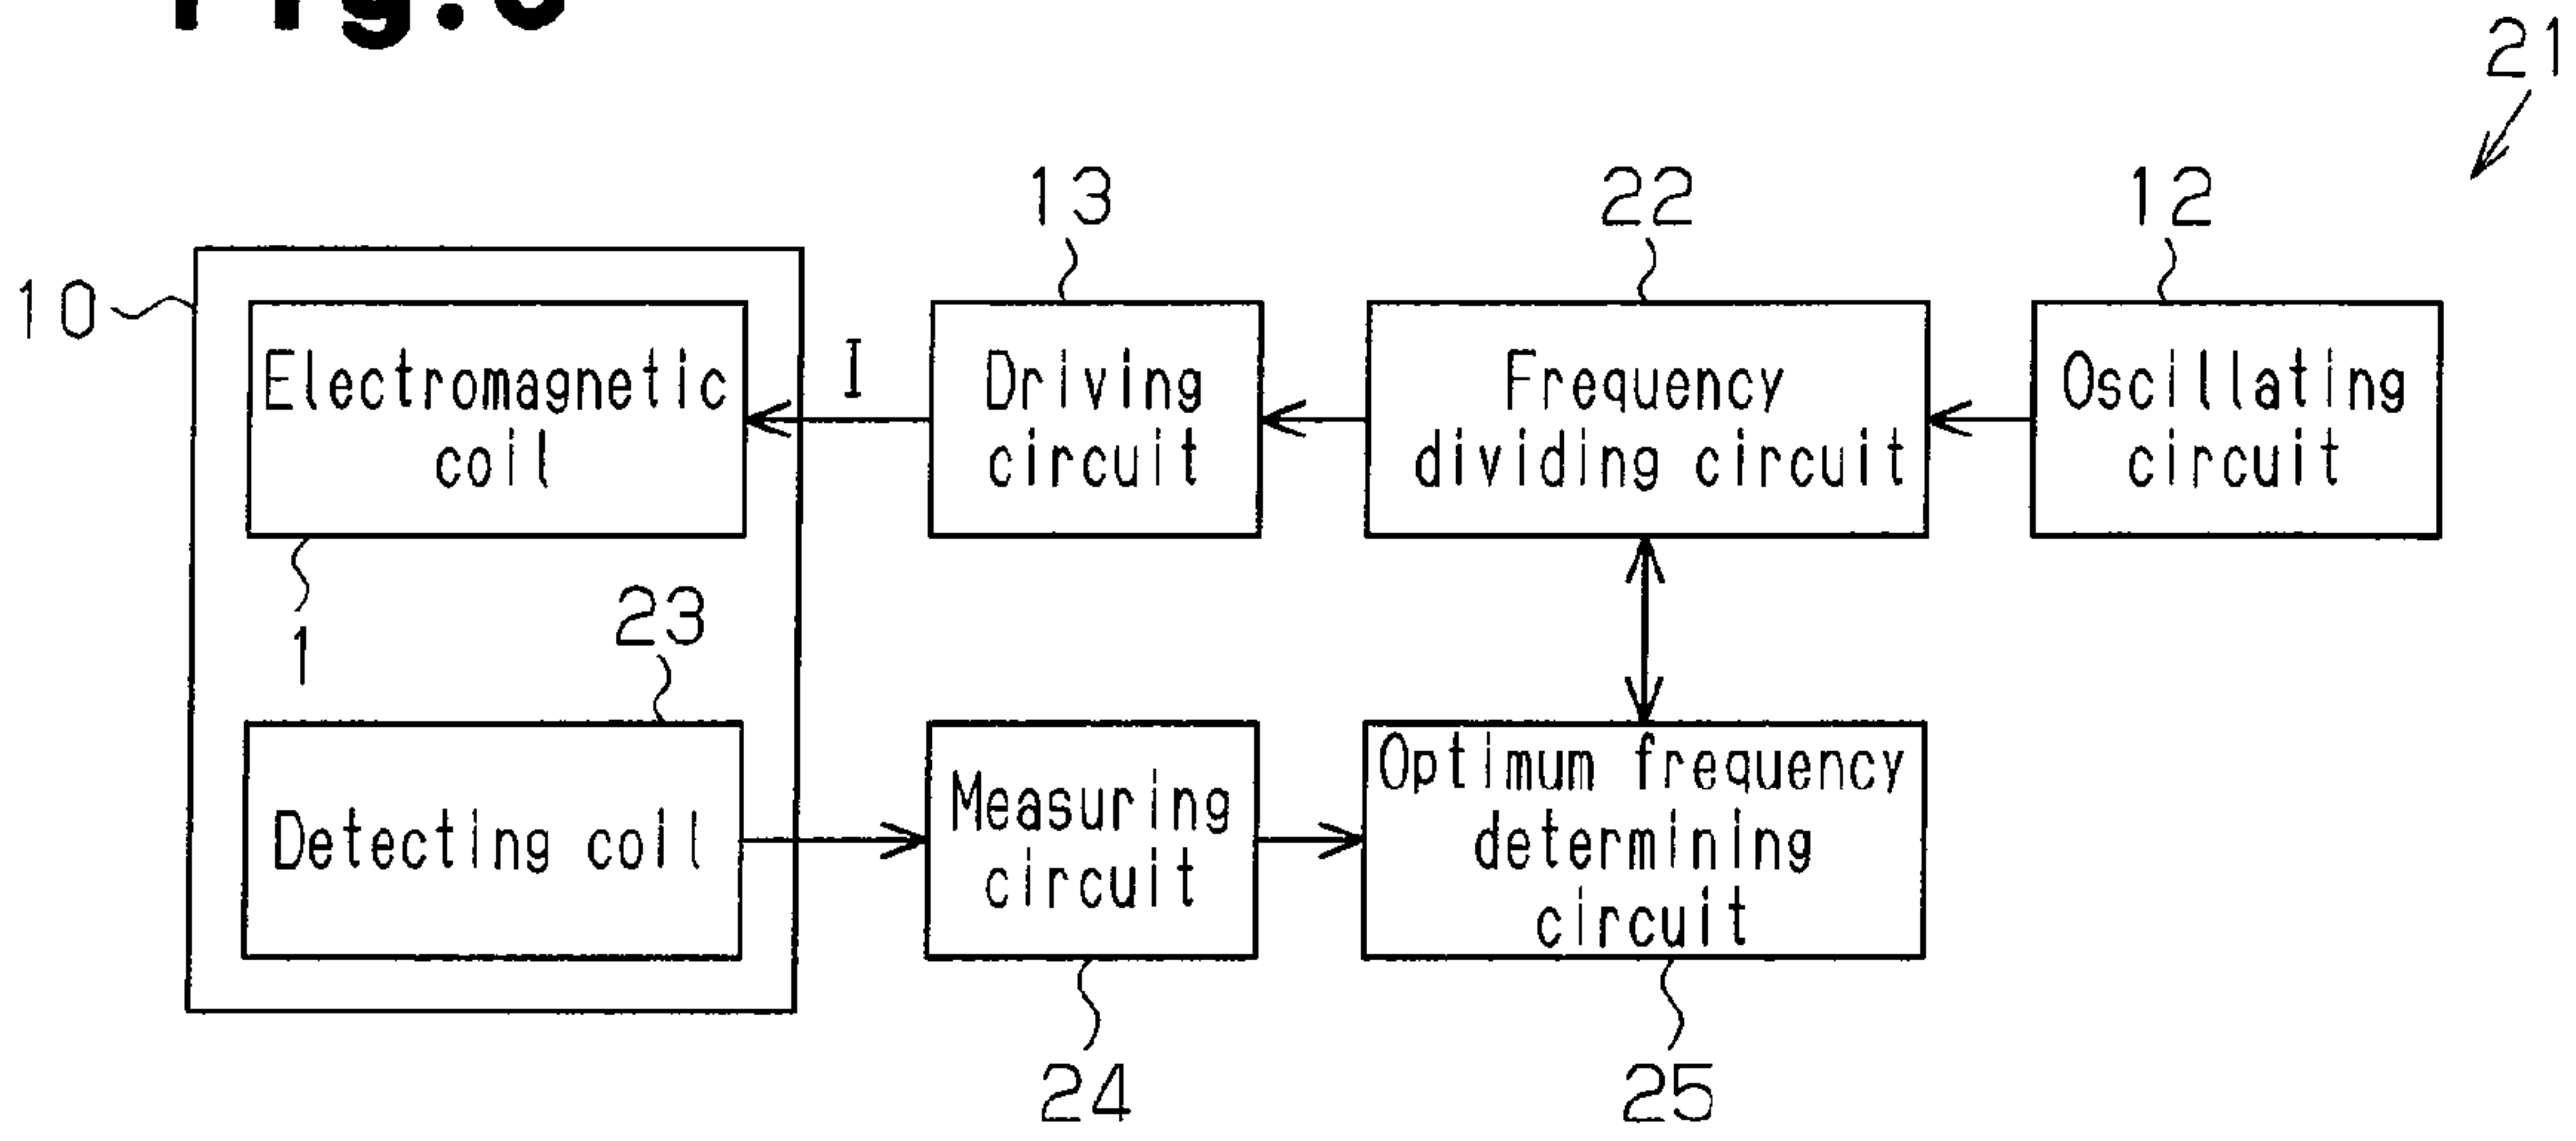 21
13
22
12
10
Electromagnetic
coil
I
Driving
circuit
Frequency
dividing circuit
Oscillating
circuit
1
23
Detecting coil
Measuring
circuit
Optimum frequency
determining
circuit
24
25